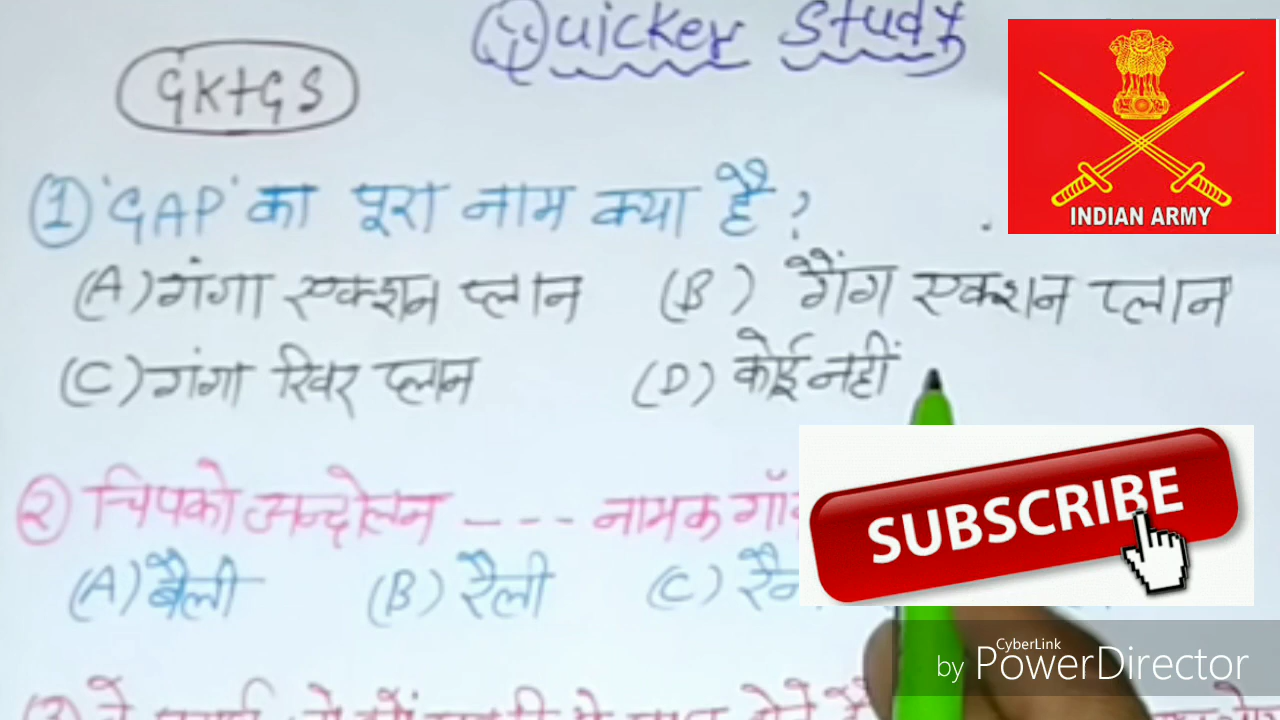 Quicker Study
GK+GS
INDIAN ARMY
① 'GAP' का पूरा नाम क्या है ?
(A) गंगा एक्शन प्लान (B) गैंग एक्शन प्लान
(C) गंगा रिवर प्लान (D) कोई नहीं
② चिपको अन्दोलन ---- नामक गाँव
SUBSCRIBE
(A) बैली (B) रैली (C)
CyberLink
by PowerDirector